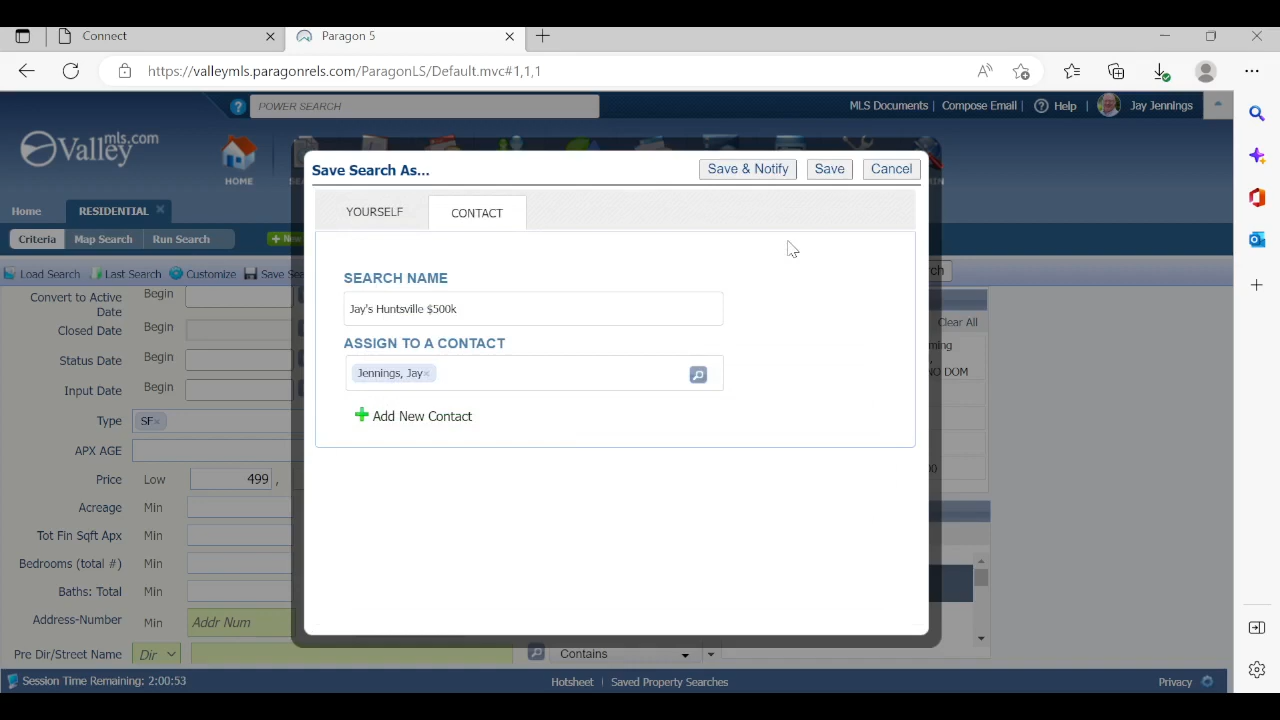 Connect
Paragon 5
https://valleymls.paragonrels.com/ParagonLS/Default.mvc#1,1,1
POWER SEARCH
MLS Documents | Compose Email | Help | Jay Jennings
Valleymls.com
HOME
Home
RESIDENTIAL
Criteria Map Search Run Search
Load Search Last Search Customize
Save Search As...
Save & Notify Save Cancel
YOURSELF CONTACT
SEARCH NAME
Jay's Huntsville $500k
ASSIGN TO A CONTACT
Jennings, Jay×
Add New Contact
Convert to Active Date Begin
Closed Date Begin
Status Date Begin
Input Date Begin
Type SF×
APX AGE
Price Low 499 ,
Acreage Min
Tot Fin Sqft Apx Min
Bedrooms (total #) Min
Baths: Total Min
Address-Number Min Addr Num
Pre Dir/Street Name Dir Contains
Clear All
NO DOM
Session Time Remaining: 2:00:53
Hotsheet | Saved Property Searches
Privacy